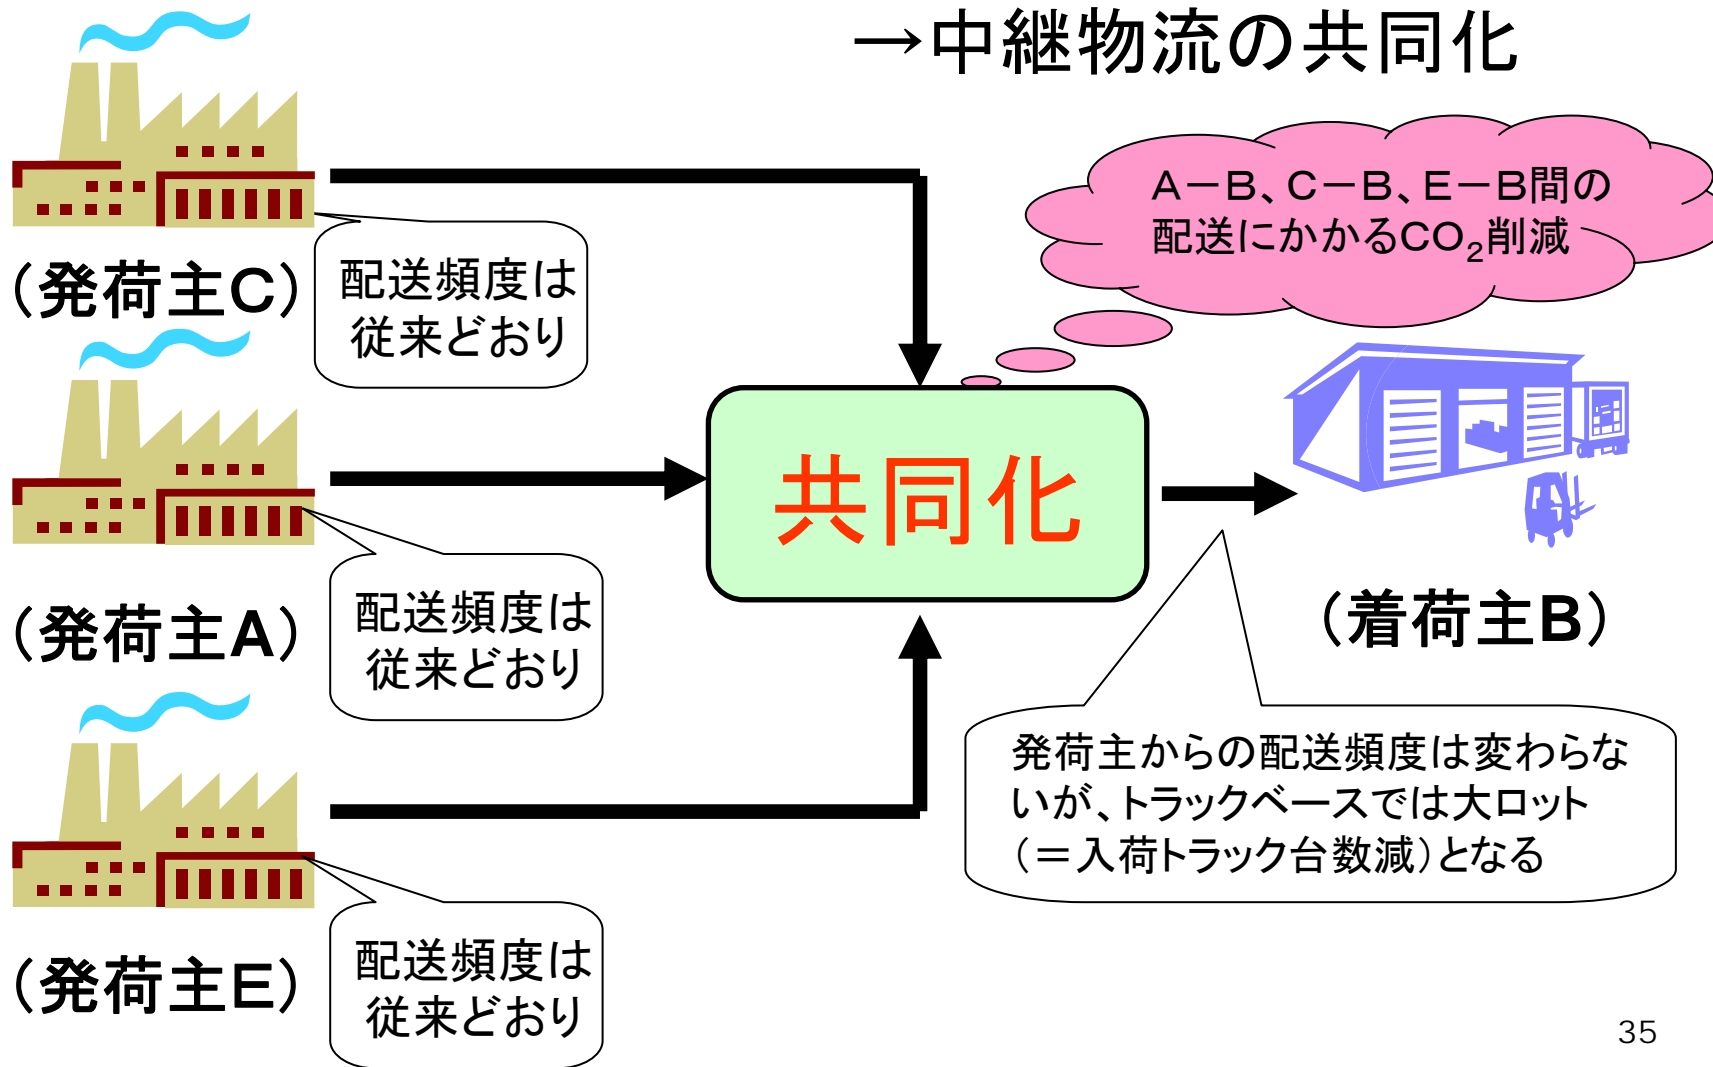 →中継物流の共同化
A-B、C-B、E-B間の
配送にかかるCO₂削減
(発荷主C)
配送頻度は
従来どおり
共同化
(発荷主A)
配送頻度は
従来どおり
(着荷主B)
発荷主からの配送頻度は変わらな
いが、トラックベースでは大ロット
(=入荷トラック台数減)となる
(発荷主E)
配送頻度は
従来どおり
35